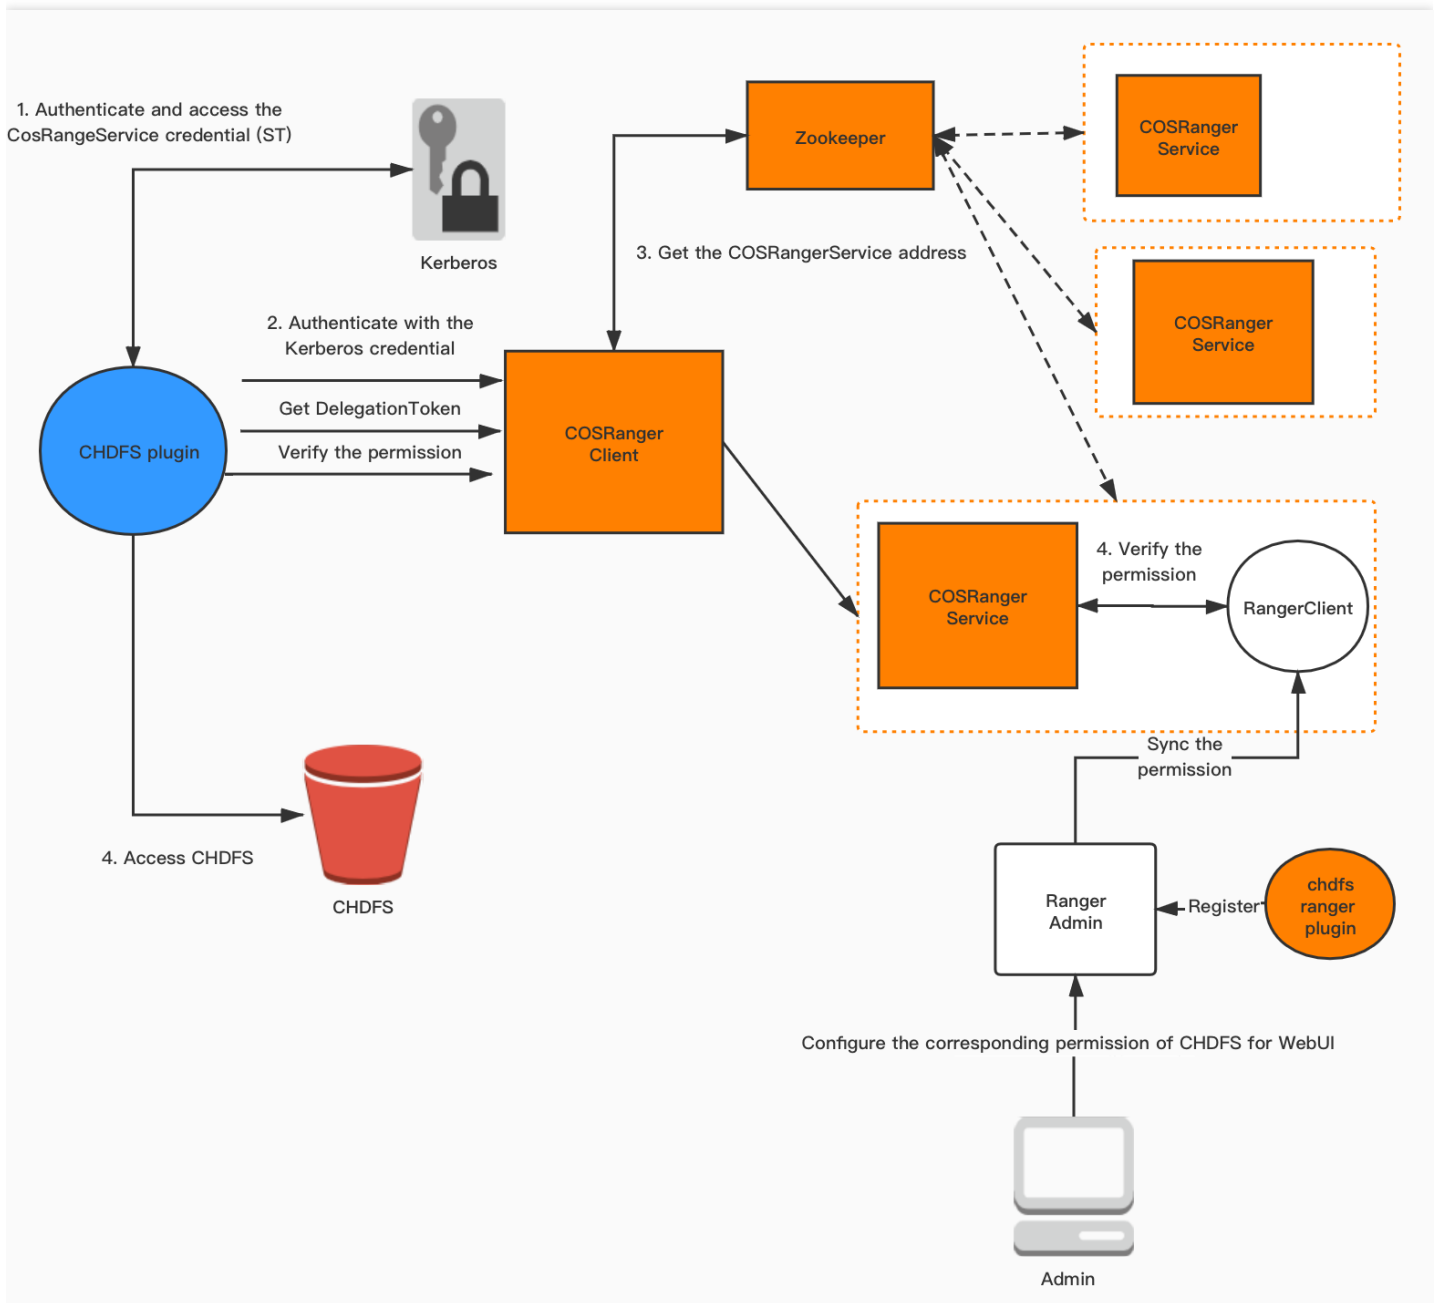 1. Authenticate and access the
CosRangeService credential (ST)
Kerberos
Zookeeper
COSRanger
Service
3. Get the COSRangerService address
COSRanger
Service
2. Authenticate with the
Kerberos credential
Get DelegationToken
Verify the permission
CHDFS plugin
COSRanger
Client
COSRanger
Service
4. Verify the
permission
RangerClient
Sync the
permission
4. Access CHDFS
CHDFS
Ranger
Admin
Register
chdfs
ranger
plugin
Configure the corresponding permission of CHDFS for WebUI
Admin